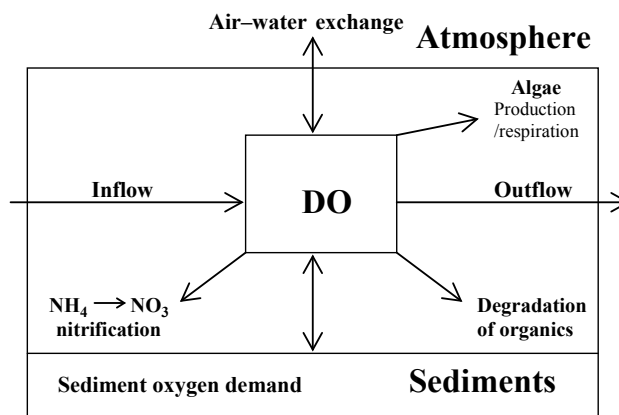 Air–water exchange
Atmosphere
Algae
Production
/respiration)
Inflow
DO
Outflow
NH₄ → NO₃
nitrification
Degradation
of organics
Sediment oxygen demand
Sediments